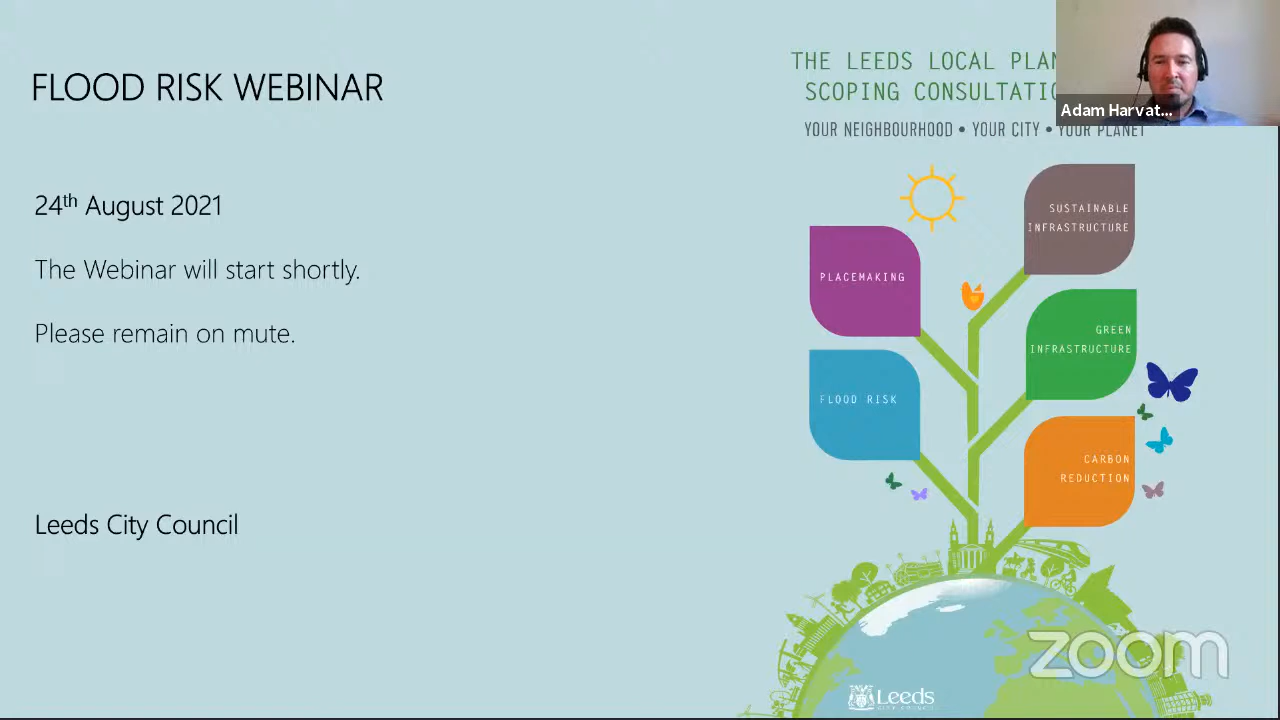 FLOOD RISK WEBINAR
24th August 2021
The Webinar will start shortly.
Please remain on mute.
Leeds City Council
THE LEEDS LOCAL PLAN
SCOPING CONSULTATIO
YOUR NEIGHBOURHOOD • YOUR CITY • YOUR PLANET
Adam Harvat...
SUSTAINABLE
INFRASTRUCTURE
PLACEMAKING
GREEN
INFRASTRUCTURE
FLOOD RISK
CARBON
REDUCTION
zoom
Leeds
CITY COUNCIL